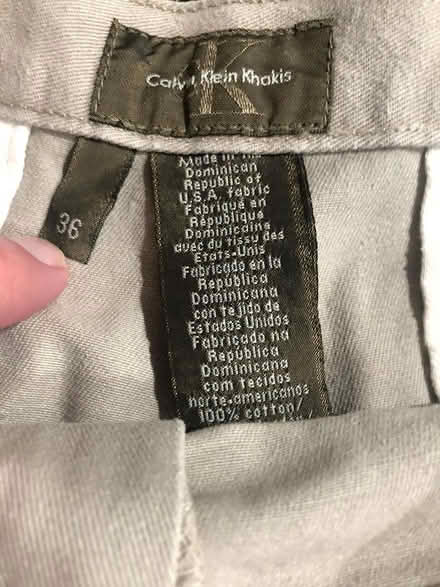 Calvin Klein Khakis
36
Made in the
Dominican
Republic of
U.S.A. fabric
Fabriqué en
République
Dominicaine
avec du tissu des
États-Unis
Fabricado en la
República
Dominicana
con tejido de
Estados Unidos
Fabricado na
República
Dominicana
com tecidos
norte-americanos
100% cotton/